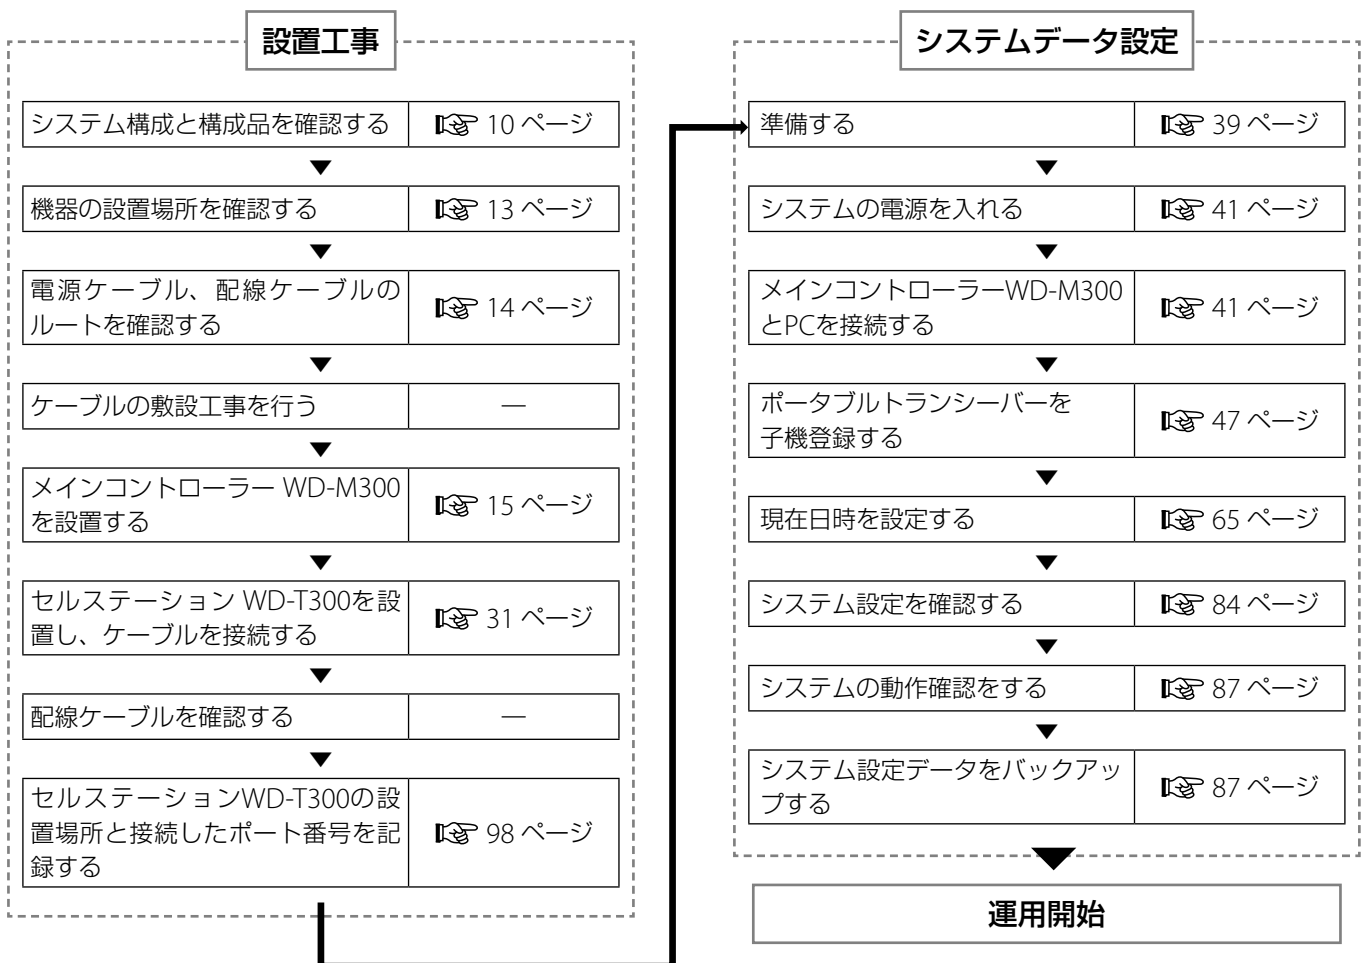 設置工事
システム構成と構成品を確認する
☞ 10 ページ
機器の設置場所を確認する
☞ 13 ページ
電源ケーブル、配線ケーブルの
ルートを確認する
☞ 14 ページ
ケーブルの敷設工事を行う
—
メインコントローラー WD-M300
を設置する
☞ 15 ページ
セルステーション WD-T300を設
置し、ケーブルを接続する
☞ 31 ページ
配線ケーブルを確認する
—
セルステーションWD-T300の設
置場所と接続したポート番号を記
録する
☞ 98 ページ
システムデータ設定
準備する
☞ 39 ページ
システムの電源を入れる
☞ 41 ページ
メインコントローラーWD-M300
とPCを接続する
☞ 41 ページ
ポータブルトランシーバーを
子機登録する
☞ 47 ページ
現在日時を設定する
☞ 65 ページ
システム設定を確認する
☞ 84 ページ
システムの動作確認をする
☞ 87 ページ
システム設定データをバックアッ
プする
☞ 87 ページ
運用開始